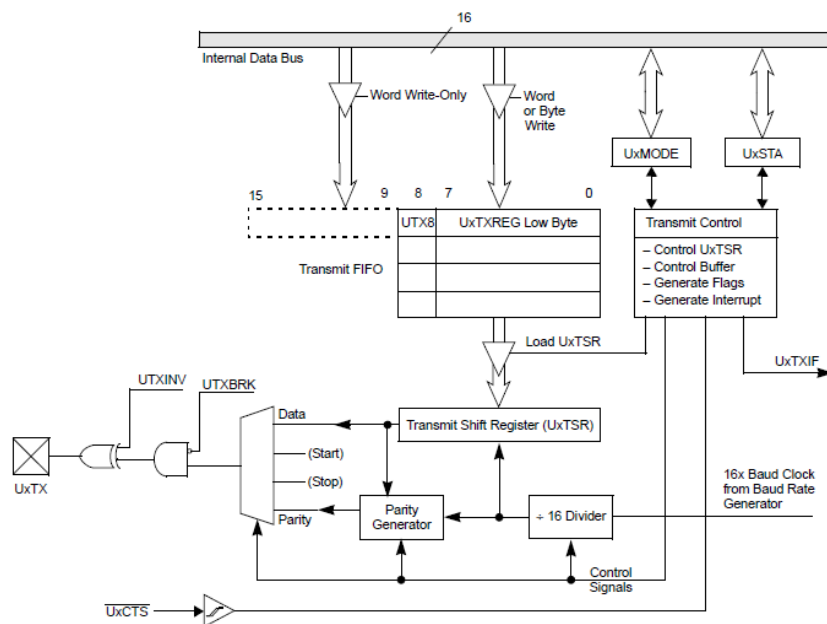 16
Internal Data Bus
Word Write-Only
Word
or Byte
Write
UxMODE
UxSTA
15
9
8
7
0
UTX8
UxTXREG Low Byte
Transmit FIFO
Transmit Control
– Control UxTSR
– Control Buffer
– Generate Flags
– Generate Interrupt
Load UxTSR
UxTXIF
UTXINV
UTXBRK
Data
Transmit Shift Register (UxTSR)
(Start)
(Stop)
UxTX
Parity
Parity
Generator
÷ 16 Divider
16x Baud Clock
from Baud Rate
Generator
Control
Signals
UxCTS